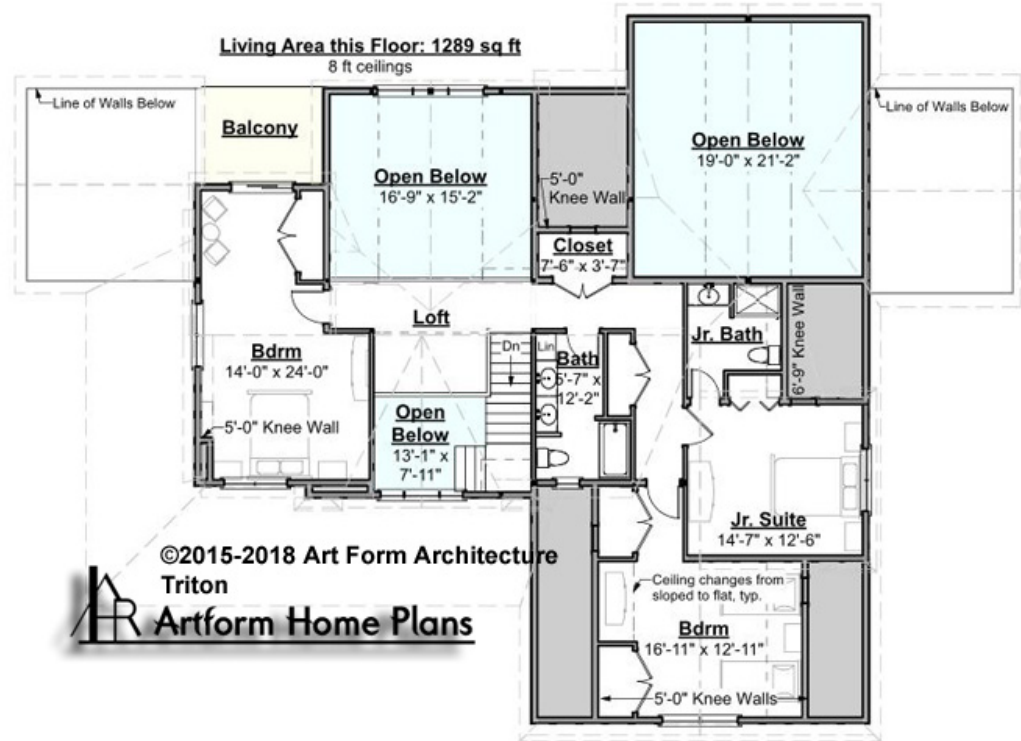 Living Area this Floor: 1289 sq ft
8 ft ceilings
Line of Walls Below
Balcony
Open Below
16'-9" x 15'-2"
5'-0"
Knee Wall
Open Below
19'-0" x 21'-2"
Line of Walls Below
Closet
7'-6" x 3'-7"
Loft
Bdrm
14'-0" x 24'-0"
5'-0" Knee Wall
Dn
Lin
Bath
5'-7" x
12'-2"
Jr. Bath
6'-9" Knee Wall
Open
Below
13'-1" x
7'-11"
Jr. Suite
14'-7" x 12'-6"
©2015-2018 Art Form Architecture
Triton
AFR
Artform Home Plans
Ceiling changes from
sloped to flat, typ.
Bdrm
16'-11" x 12'-11"
5'-0" Knee Walls